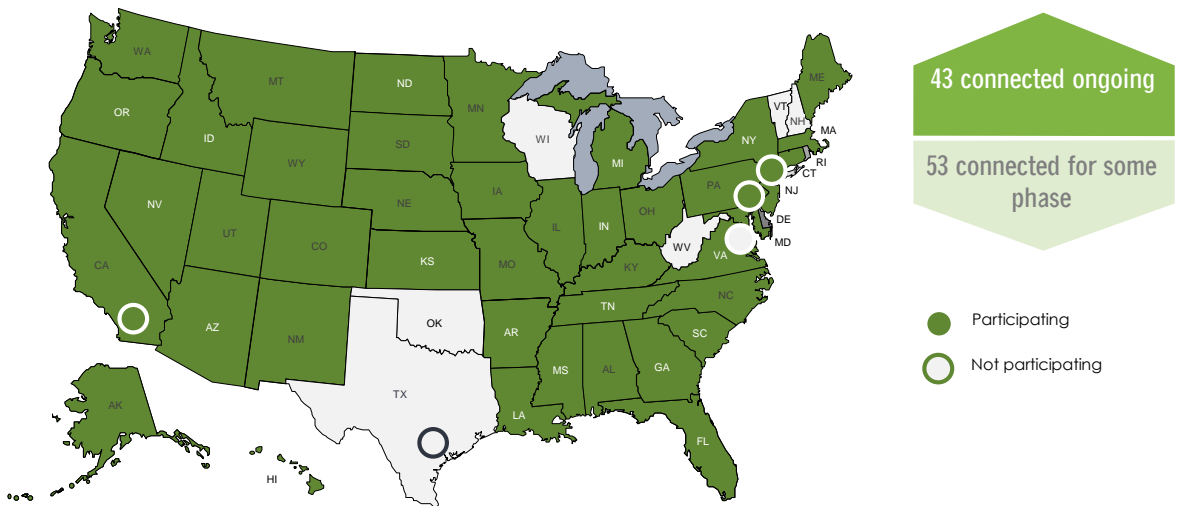 WA
MT
ND
MN
ME
OR
ID
SD
WI
VT
NH
WY
MI
NY
MA
RI
CT
NV
NE
IA
PA
NJ
UT
CO
IL
IN
OH
DE
MD
CA
KS
MO
KY
WV
VA
AZ
NM
OK
AR
TN
NC
SC
TX
MS
AL
GA
LA
FL
AK
HI
43 connected ongoing
53 connected for some
phase
Participating
Not participating